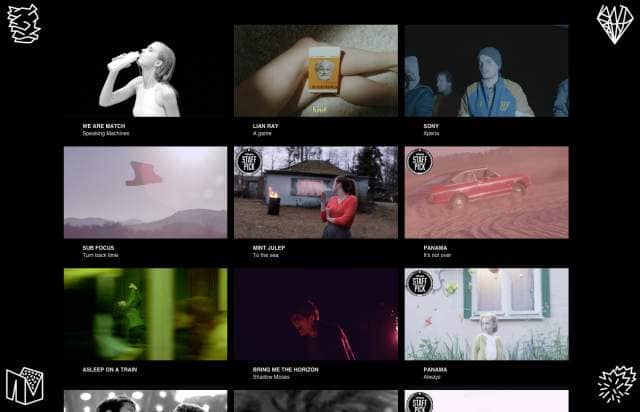 WE ARE MATCH
Speaking Machines
LIAN RAY
A game
SONY
Xperia
STAFF
PICK
STAFF
PICK
SUB FOCUS
Turn back time
MINT JULEP
To the sea
PANAMA
It's not over
STAFF
PICK
ASLEEP ON A TRAIN
BRING ME THE HORIZON
Shadow Moses
PANAMA
Always
STAFF
PICK